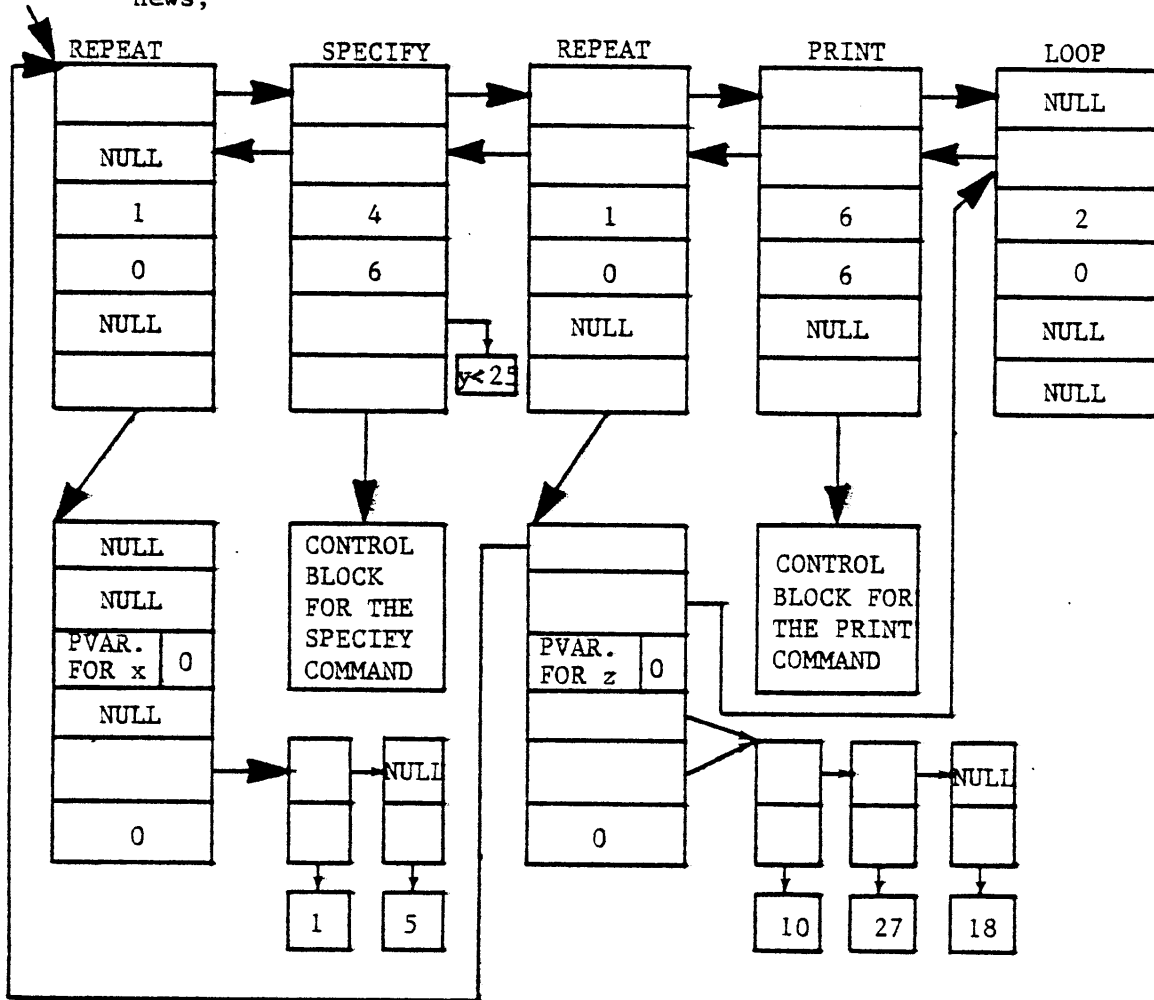 news,
REPEAT SPECIFY REPEAT PRINT LOOP
NULL
NULL
1 4 1 6 2
0 6 0 6 0
NULL NULL NULL NULL
y<25
NULL
NULL
NULL
PVAR.
FOR x 0
NULL
0
CONTROL
BLOCK
FOR THE
SPECIFY
COMMAND
PVAR.
FOR z 0
0
CONTROL
BLOCK FOR
THE PRINT
COMMAND
NULL
1 5
NULL
10 27 18